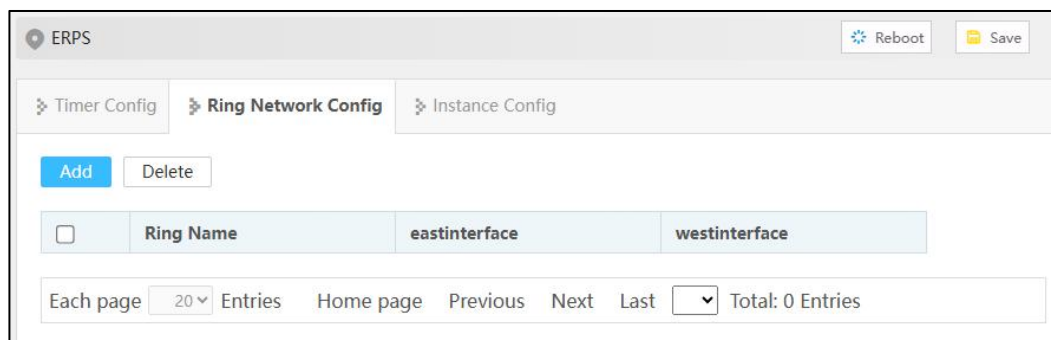 ERPS Reboot Save
Timer Config Ring Network Config Instance Config
Add Delete
Ring Name eastinterface westinterface
Each page 20 Entries Home page Previous Next Last Total: 0 Entries